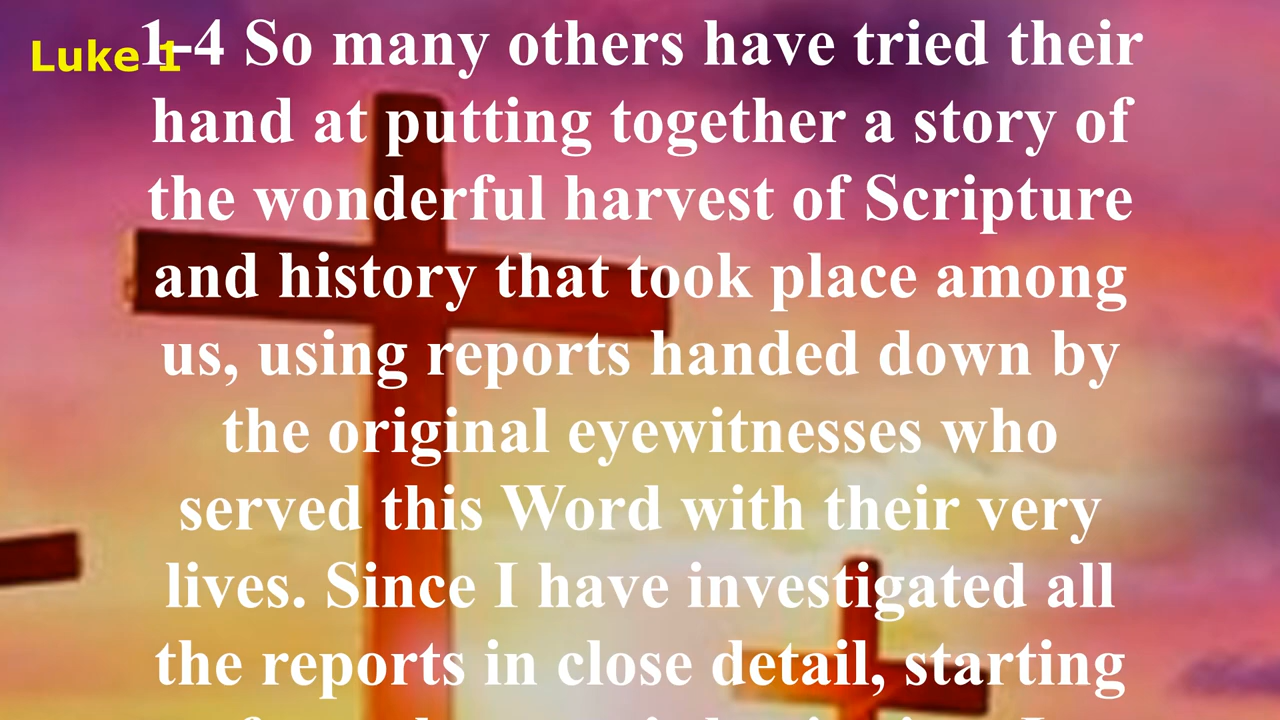 Luke 1
1-4 So many others have tried their
hand at putting together a story of
the wonderful harvest of Scripture
and history that took place among
us, using reports handed down by
the original eyewitnesses who
served this Word with their very
lives. Since I have investigated all
the reports in close detail, starting